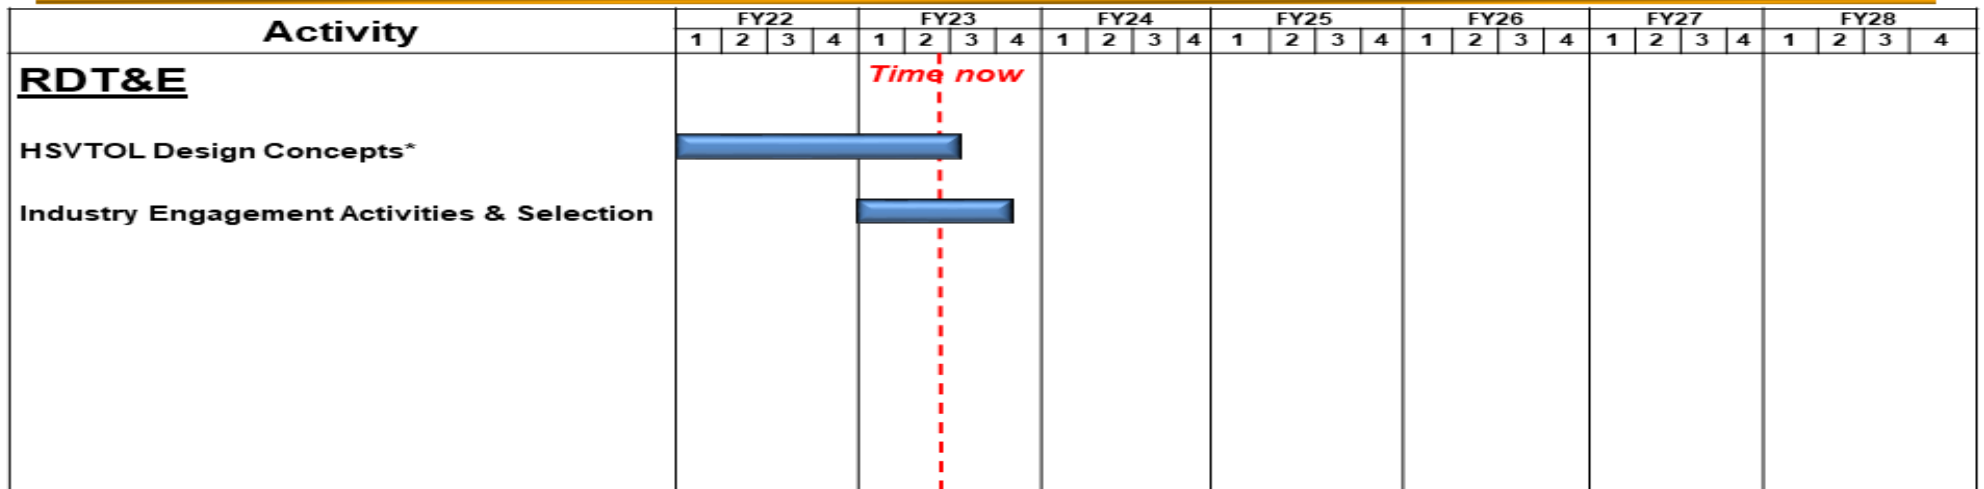 Activity
FY22 FY23 FY24 FY25 FY26 FY27 FY28
1 2 3 4 1 2 3 4 1 2 3 4 1 2 3 4 1 2 3 4 1 2 3 4 1 2 3 4
RDT&E
Time now
HSVTOL Design Concepts*
Industry Engagement Activities & Selection